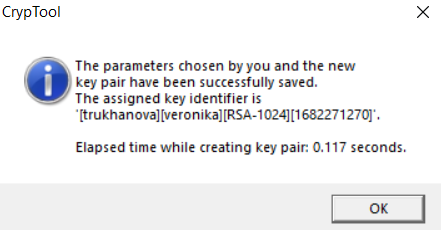 CrypTool
The parameters chosen by you and the new
key pair have been successfully saved.
The assigned key identifier is
'[trukhanova][veronika][RSA-1024][1682271270]'.
Elapsed time while creating key pair: 0.117 seconds.
OK